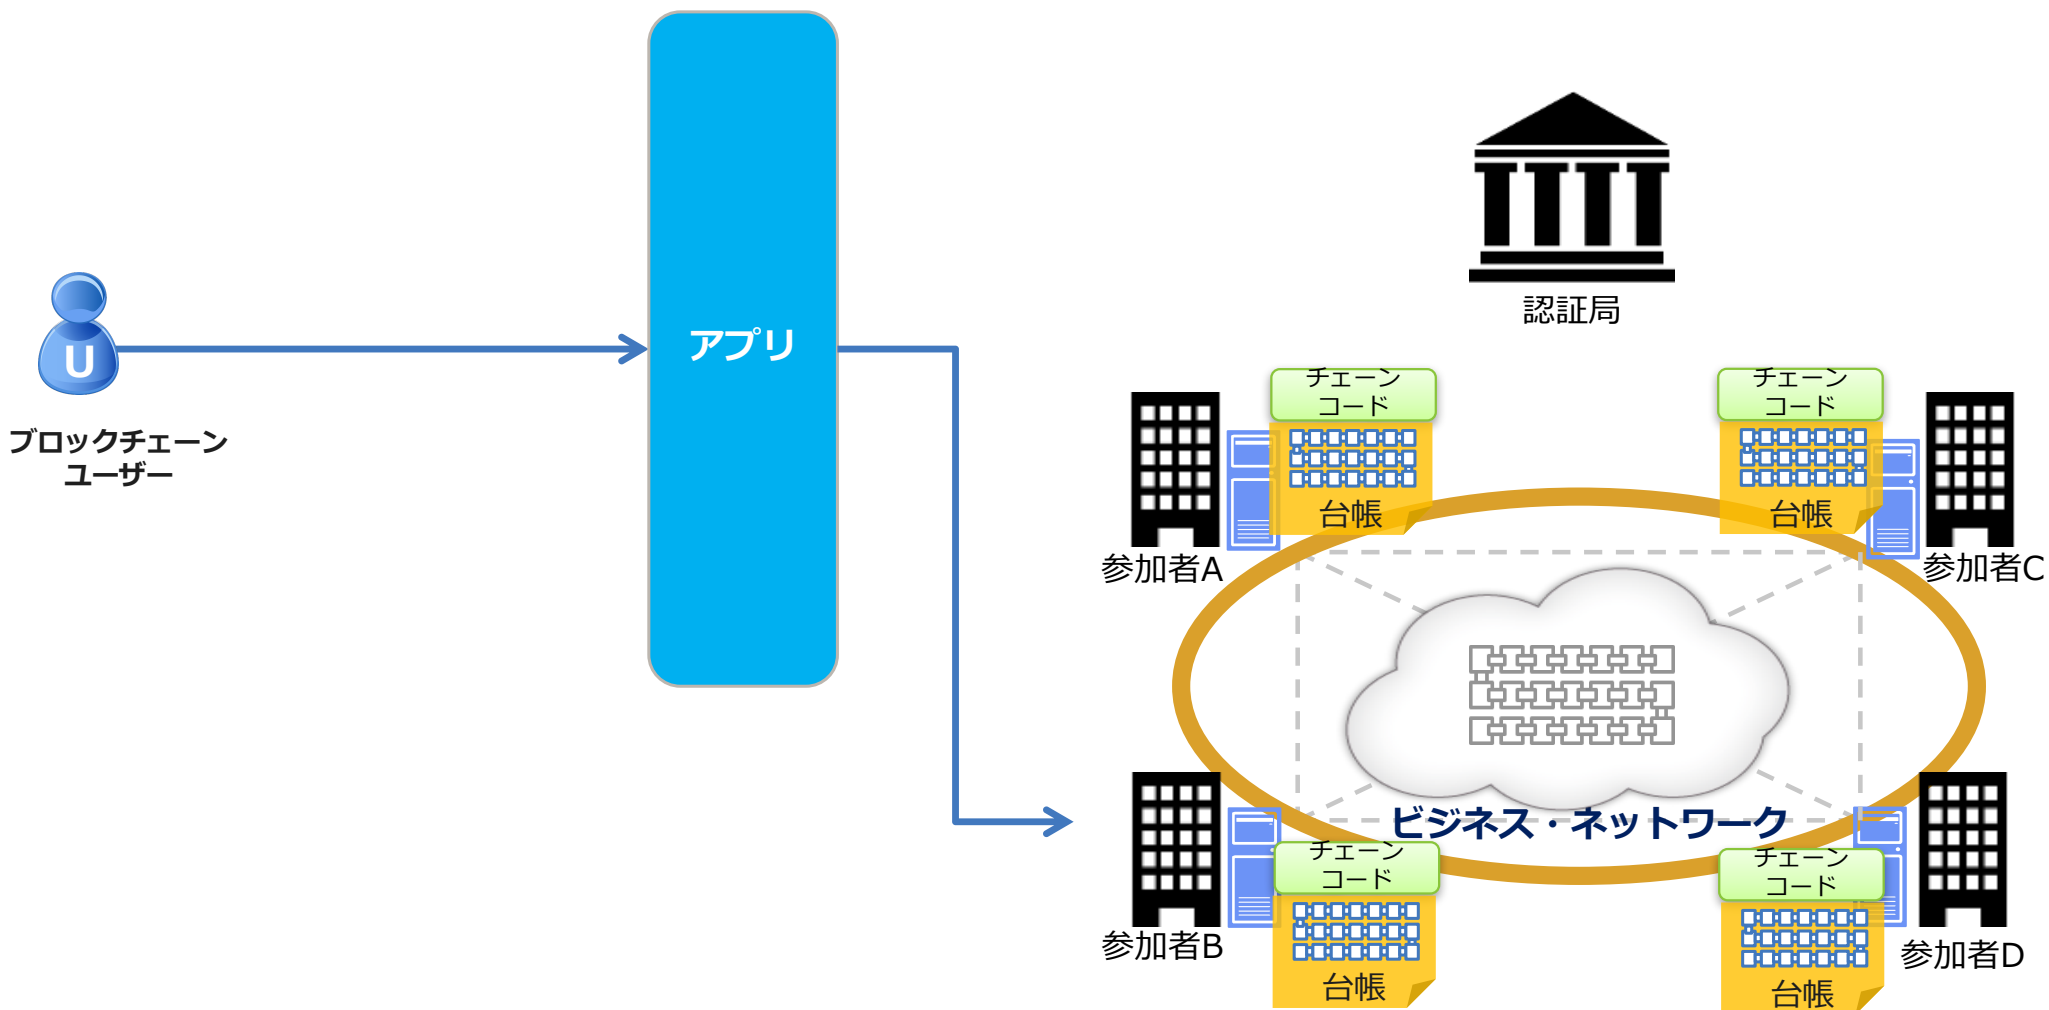 認証局
アプリ
U
ブロックチェーン
ユーザー
チェーン
コード
台帳
参加者A
チェーン
コード
台帳
参加者C
ビジネス・ネットワーク
チェーン
コード
台帳
参加者B
チェーン
コード
台帳
参加者D